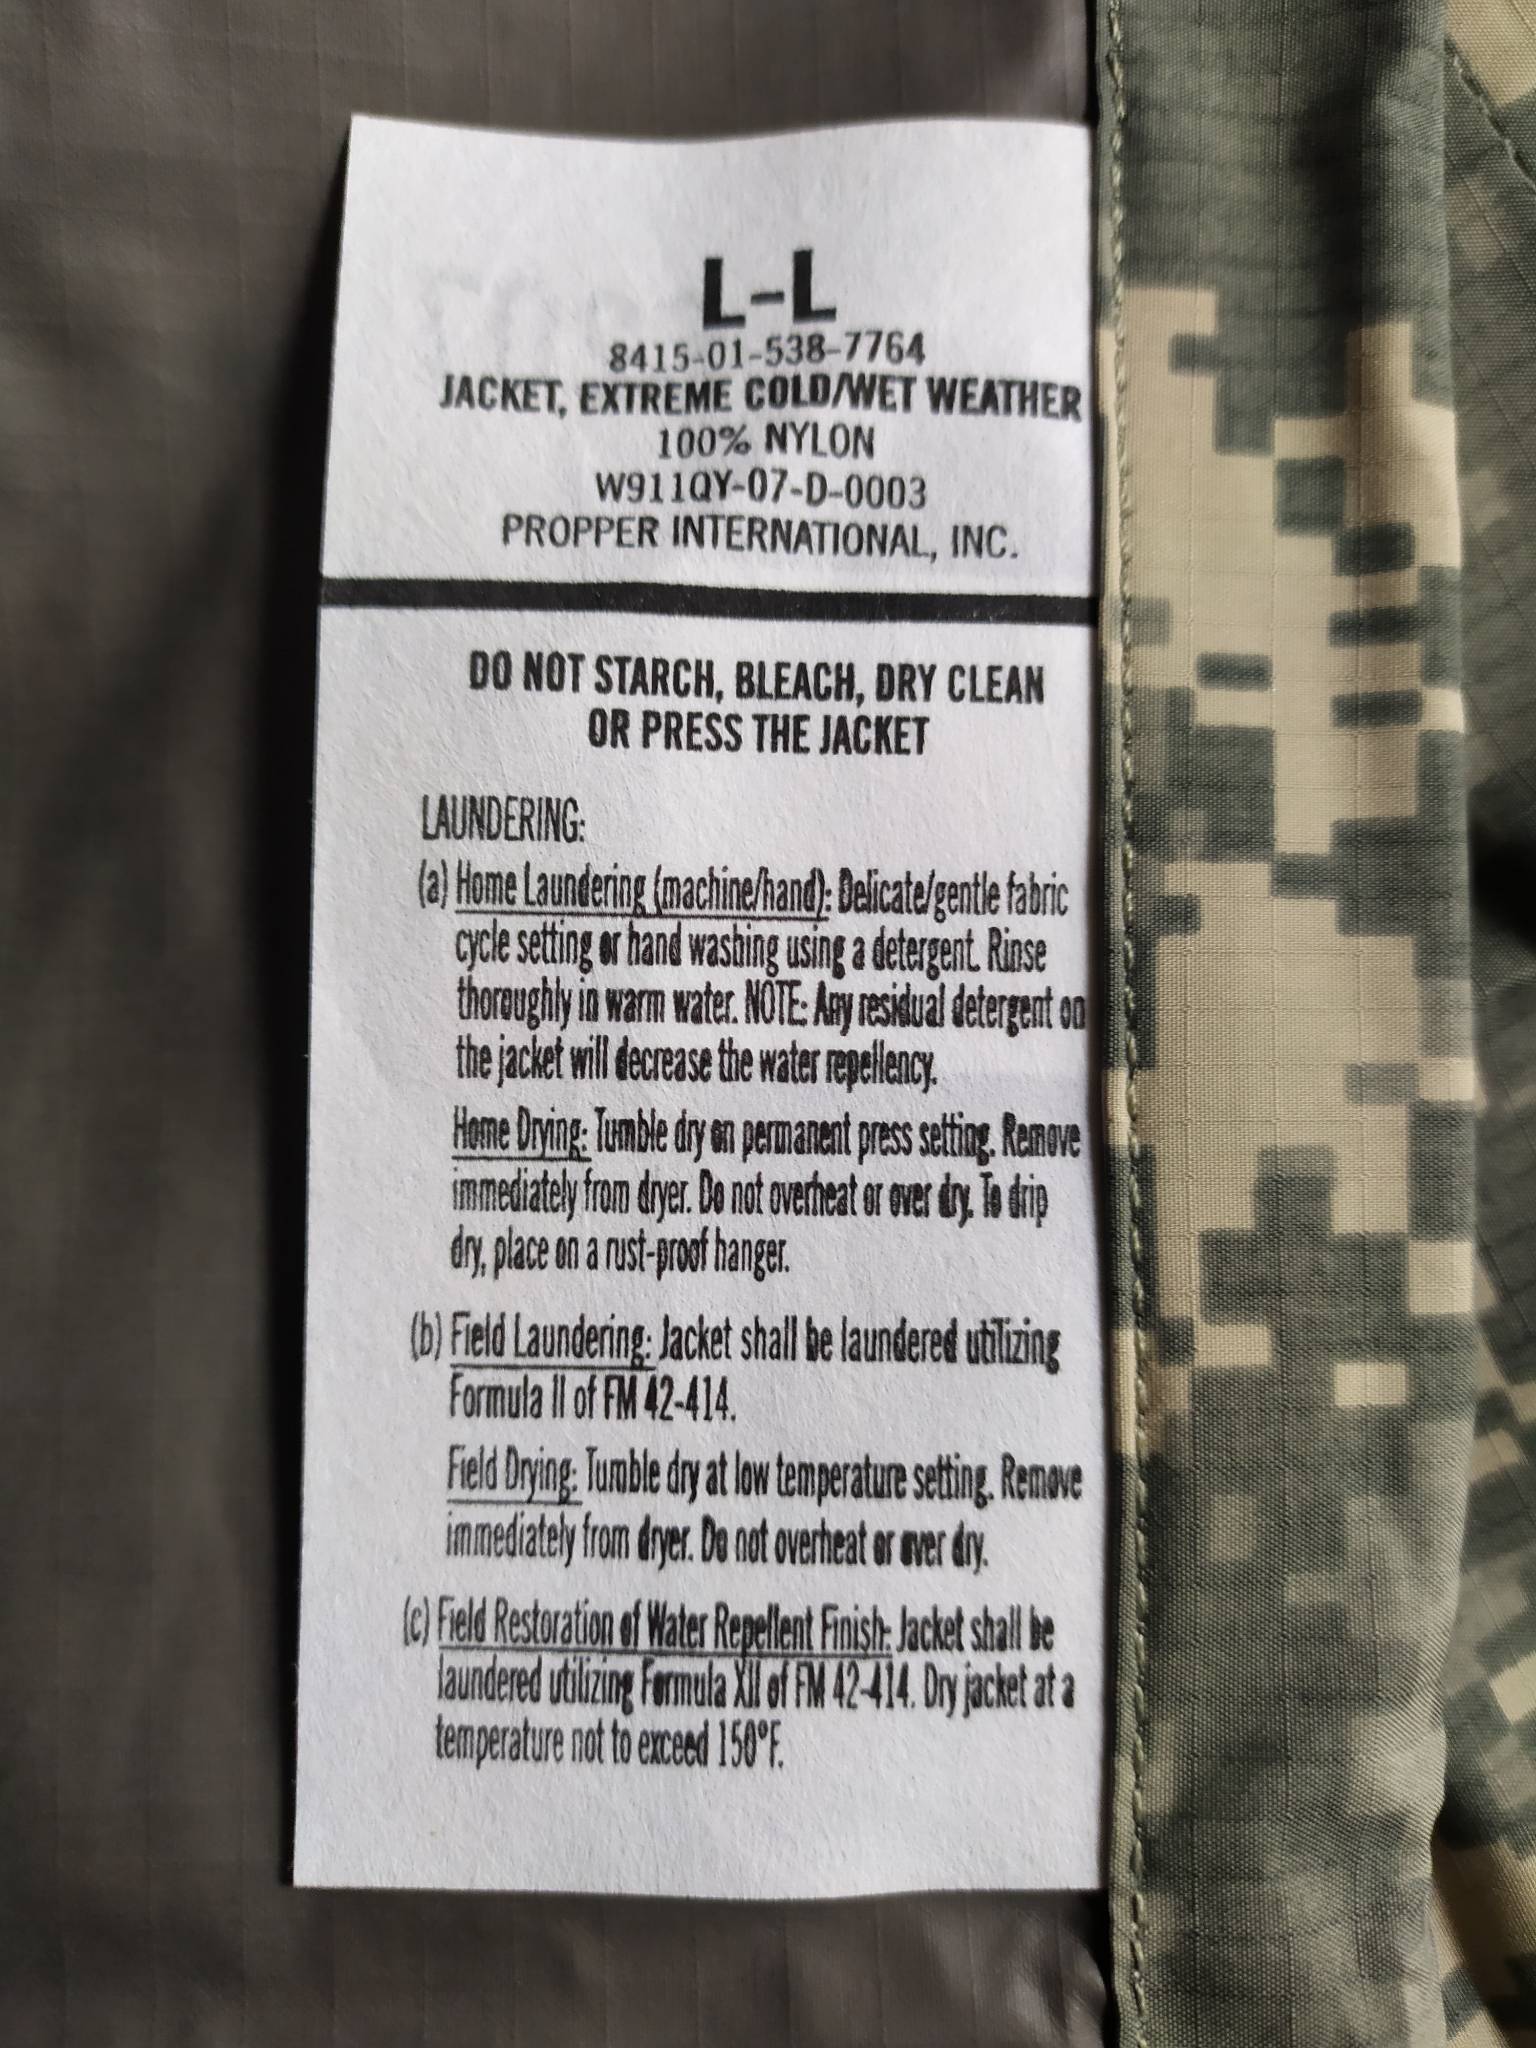 L-L
8415-01-538-7764
JACKET, EXTREME COLD/WET WEATHER
100% NYLON
W911QY-07-D-0003
PROPPER INTERNATIONAL, INC.
DO NOT STARCH, BLEACH, DRY CLEAN
OR PRESS THE JACKET
LAUNDERING:
(a) Home Laundering (machine/hand): Delicate/gentle fabric
cycle setting or hand washing using a detergent. Rinse
thoroughly in warm water. NOTE: Any residual detergent on
the jacket will decrease the water repellency.
Home Drying: Tumble dry on permanent press setting. Remove
immediately from dryer. Do not overheat or over dry. To drip
dry, place on a rust-proof hanger.
(b) Field Laundering: Jacket shall be laundered utilizing
Formula II of FM 42-414.
Field Drying: Tumble dry at low temperature setting. Remove
immediately from dryer. Do not overheat or over dry.
(c) Field Restoration of Water Repellent Finish: Jacket shall be
laundered utilizing Formula XII of FM 42-414. Dry jacket at a
temperature not to exceed 150°F.